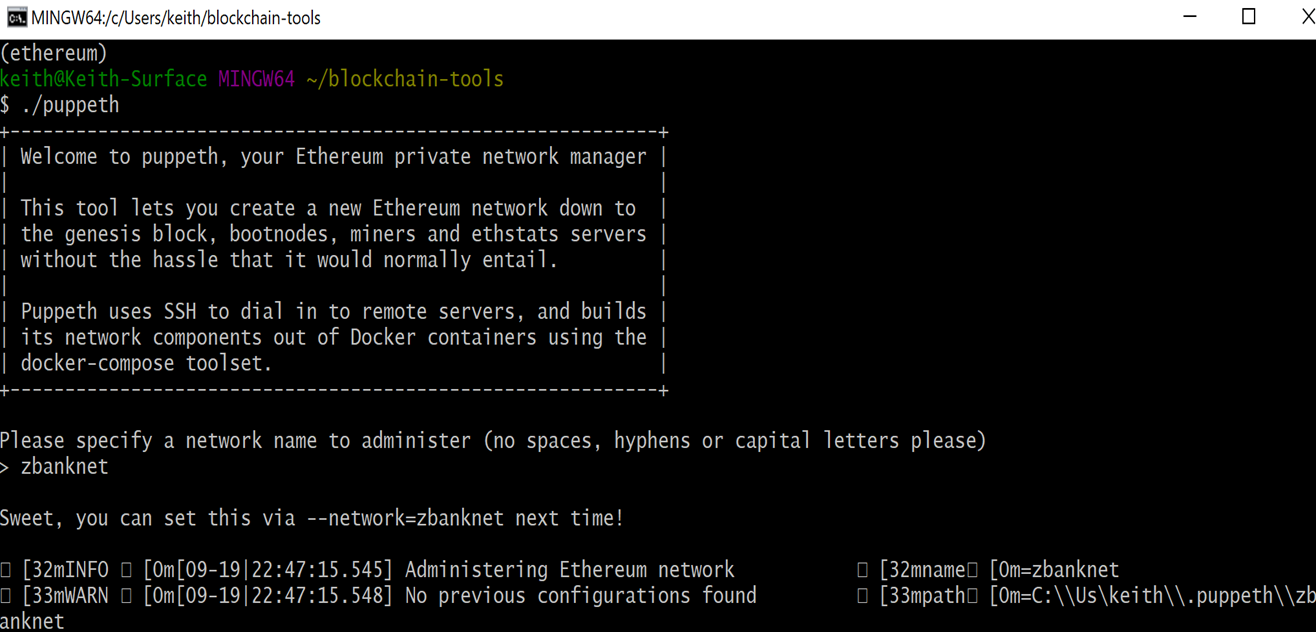 MINGW64:/c/Users/keith/blockchain-tools
(ethereum)
keith@Keith-Surface MINGW64 ~/blockchain-tools
$ ./puppeth
+-----------------------------------------------------------+
| Welcome to puppeth, your Ethereum private network manager |
|                                                           |
| This tool lets you create a new Ethereum network down to  |
| the genesis block, bootnodes, miners and ethstats servers |
| without the hassle that it would normally entail.         |
|                                                           |
| Puppeth uses SSH to dial in to remote servers, and builds |
| its network components out of Docker containers using the |
| docker-compose toolset.                                   |
+-----------------------------------------------------------+
Please specify a network name to administer (no spaces, hyphens or capital letters please)
> zbanknet
Sweet, you can set this via --network=zbanknet next time!
□ [32mINFO □ [0m[09-19|22:47:15.545] Administering Ethereum network           □ [32mname□ [0m=zbanknet
□ [33mWARN □ [0m[09-19|22:47:15.548] No previous configurations found         □ [33mpath□ [0m=C:\\Us\keith\\.puppeth\\zb
anknet